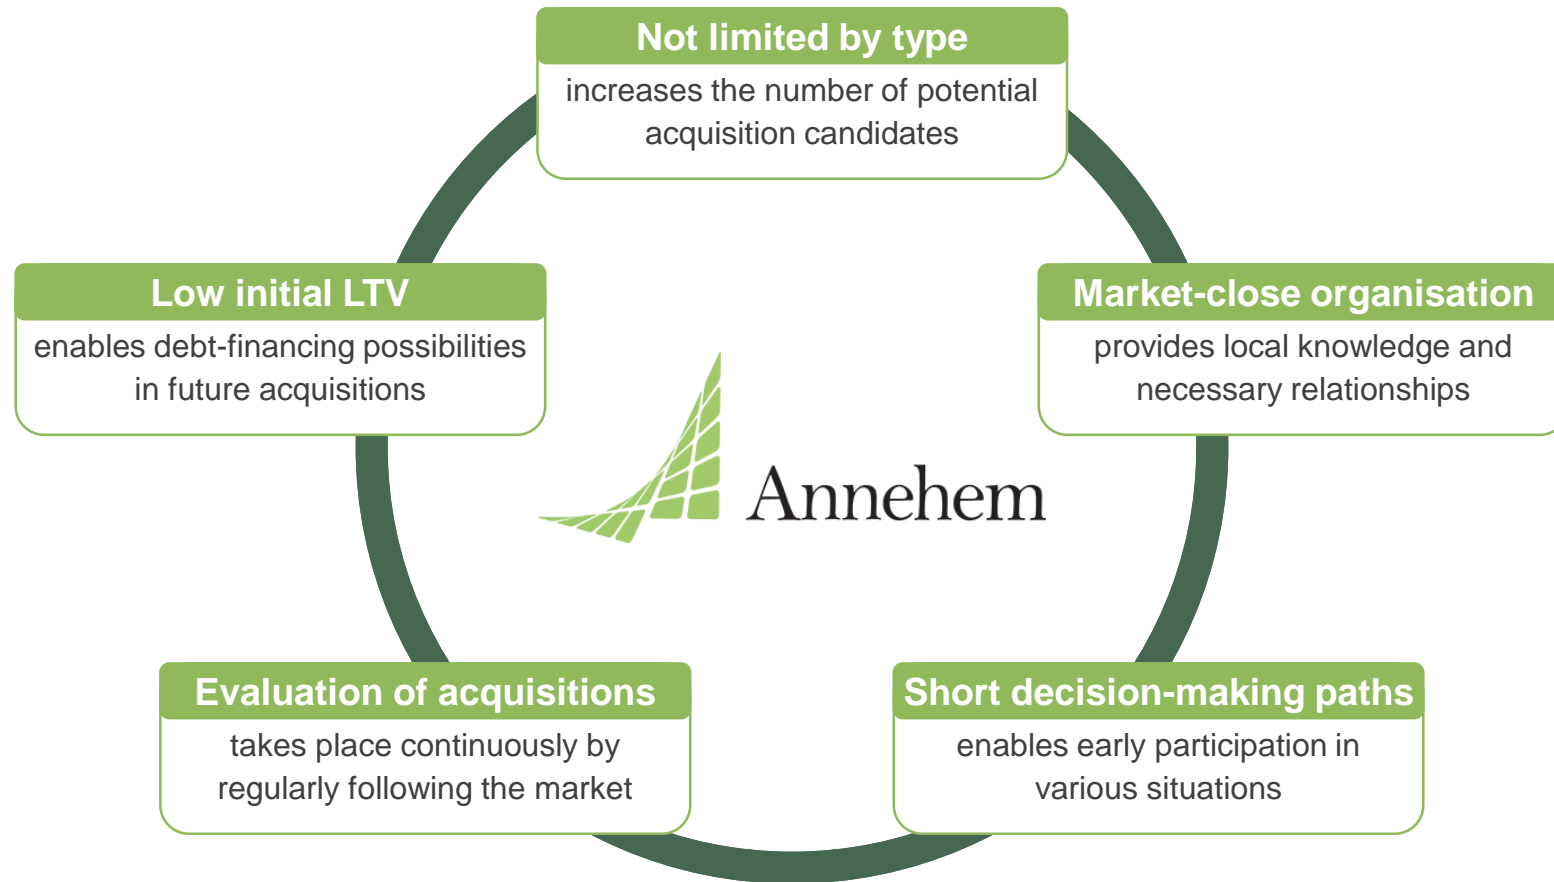 Not limited by type
increases the number of potential
acquisition candidates
Low initial LTV
enables debt-financing possibilities
in future acquisitions
Market-close organisation
provides local knowledge and
necessary relationships
Annehem
Evaluation of acquisitions
takes place continuously by
regularly following the market
Short decision-making paths
enables early participation in
various situations